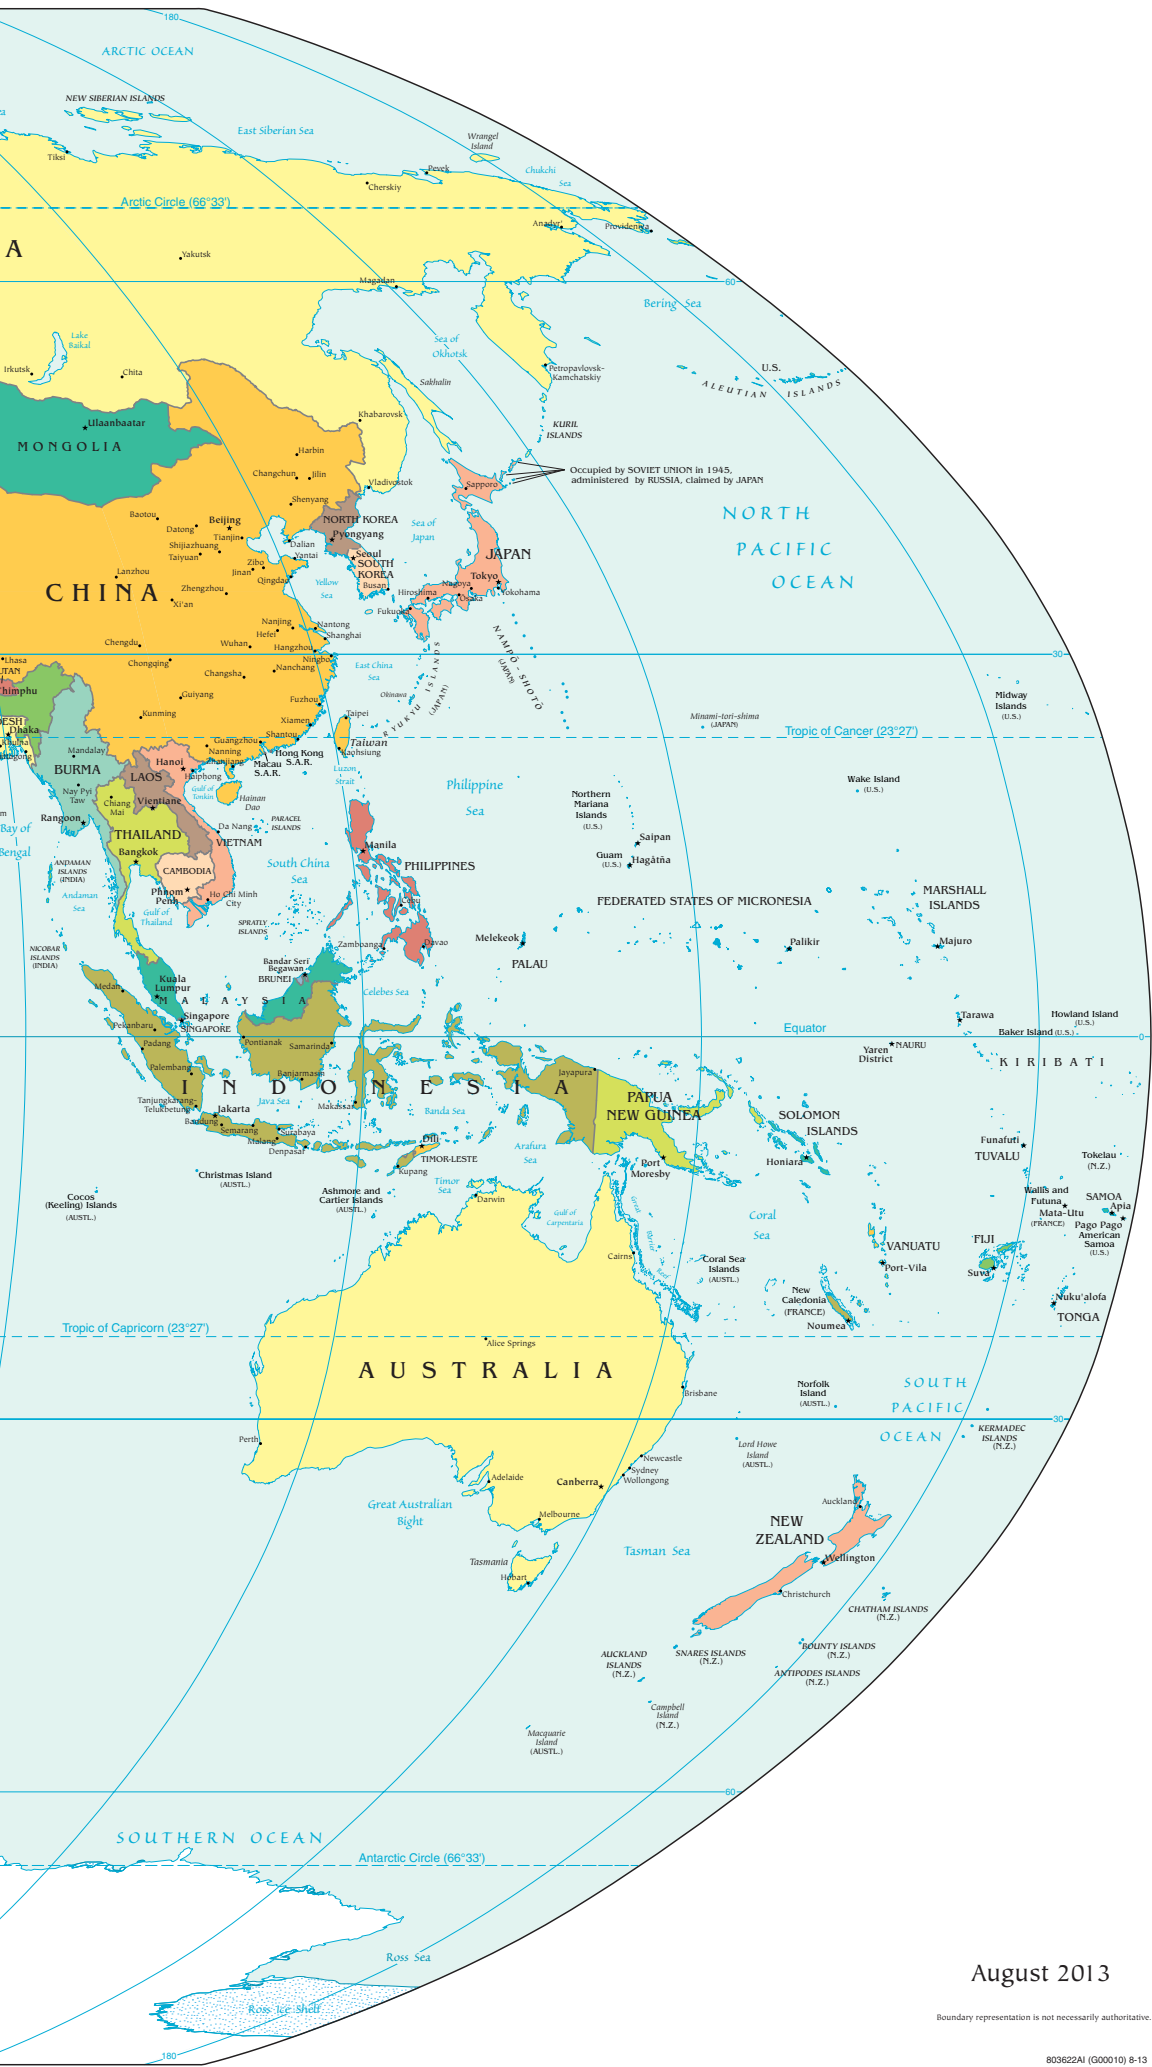 180
ARCTIC OCEAN
NEW SIBERIAN ISLANDS
East Siberian Sea
Wrangel
Island
Tiksi
Pevek
Cherskiy
Chukchi
Sea
Arctic Circle (66°33')
Anadyr'
Provideniya
A
Yakutsk
Magadan
60
Bering Sea
Lake
Baikal
Sea of
Okhotsk
Irkutsk
Chita
Petropavlovsk-
Kamchatskiy
U.S.
ALEUTIAN ISLANDS
Sakhalin
Ulaanbaatar
MONGOLIA
Khabarovsk
KURIL
ISLANDS
Harbin
Changchun
Jilin
Occupied by SOVIET UNION in 1945,
administered by RUSSIA, claimed by JAPAN
Vladivostok
Sapporo
Shenyang
Baotou
Beijing
NORTH KOREA
Pyongyang
Sea of
Japan
NORTH
PACIFIC
OCEAN
Datong
Tianjin
Shijiazhuang
Taiyuan
Dalian
Yantai
Seoul
SOUTH
KOREA
JAPAN
Lanzhou
Zibo
Jinan
Qingdao
Busan
Tokyo
Nagoya
Yokohama
Osaka
Hiroshima
Fukuoka
CHINA
Zhengzhou
Xi'an
Yellow
Sea
Nanjing
Hefei
Nantong
Shanghai
Chengdu
Wuhan
Hangzhou
Ningbo
30
Lhasa
UTAN
Chongqing
Changsha
Nanchang
East China
Sea
NAMPŌ-SHOTŌ
(JAPAN)
Thimphu
Guiyang
Fuzhou
Okinawa
RYUKYU ISLANDS
(JAPAN)
Midway
Islands
(U.S.)
Kunming
Xiamen
Taipei
Minami-tori-shima
(JAPAN)
DESH
Dhaka
Tropic of Cancer (23°27')
Guangzhou
Shantou
Taiwan
Kaohsiung
Nanning
Zhanjiang
Hong Kong
S.A.R.
Macau
S.A.R.
Mandalay
BURMA
Hanoi
Haiphong
Luzon
Strait
LAOS
Philippine
Sea
Wake Island
(U.S.)
Nay Pyi
Taw
Chiang
Mai
Vientiane
Gulf of
Tonkin
Hainan
Dao
Northern
Mariana
Islands
(U.S.)
Rangoon
Bay of
Bengal
THAILAND
Bangkok
Da Nang
PARACEL
ISLANDS
VIETNAM
Manila
Saipan
Guam
(U.S.)
Hagåtña
ANDAMAN
ISLANDS
(INDIA)
CAMBODIA
South China
Sea
PHILIPPINES
Andaman
Sea
Phnom
Penh
Ho Chi Minh
City
Cebu
FEDERATED STATES OF MICRONESIA
MARSHALL
ISLANDS
Gulf of
Thailand
SPRATLY
ISLANDS
Melekeok
Palikir
Majuro
NICOBAR
ISLANDS
(INDIA)
Zamboanga
Davao
PALAU
Bandar Seri
Begawan
BRUNEI
Medan
Kuala
Lumpur
MALAYSIA
Celebes Sea
Singapore
SINGAPORE
Tarawa
Howland Island
(U.S.)
Baker Island (U.S.)
Pekanbaru
Equator
0
Padang
Pontianak
Samarinda
Yaren
District
NAURU
KIRIBATI
Palembang
Banjarmasin
Jayapura
INDONESIA
PAPUA
NEW GUINEA
Tanjungkarang-
Telukbetung
Java Sea
Makassar
Banda Sea
Jakarta
Bandung
Semarang
Surabaya
Malang
Denpasar
SOLOMON
ISLANDS
Dili
TIMOR-LESTE
Arafura
Sea
Funafuti
TUVALU
Kupang
Port
Moresby
Honiara
Tokelau
(N.Z.)
Christmas Island
(AUSTL.)
Timor
Sea
Cocos
(Keeling) Islands
(AUSTL.)
Ashmore and
Cartier Islands
(AUSTL.)
Darwin
Gulf of
Carpentaria
Great Barrier Reef
Coral
Sea
Wallis and
Futuna
(FRANCE)
Mata-Utu
SAMOA
Apia
Pago Pago
American
Samoa
(U.S.)
Cairns
Coral Sea
Islands
(AUSTL.)
VANUATU
Port-Vila
FIJI
Suva
New
Caledonia
(FRANCE)
Noumea
Nuku'alofa
TONGA
Tropic of Capricorn (23°27')
Alice Springs
AUSTRALIA
Brisbane
Norfolk
Island
(AUSTL.)
SOUTH
PACIFIC
OCEAN
30
Perth
KERMADEC
ISLANDS
(N.Z.)
Lord Howe
Island
(AUSTL.)
Newcastle
Sydney
Wollongong
Adelaide
Canberra
Great Australian
Bight
Melbourne
Auckland
NEW
ZEALAND
Tasman Sea
Tasmania
Hobart
Wellington
Christchurch
CHATHAM ISLANDS
(N.Z.)
AUCKLAND
ISLANDS
(N.Z.)
SNARES ISLANDS
(N.Z.)
BOUNTY ISLANDS
(N.Z.)
ANTIPODES ISLANDS
(N.Z.)
Campbell
Island
(N.Z.)
Macquarie
Island
(AUSTL.)
60
SOUTHERN OCEAN
Antarctic Circle (66°33')
Ross Sea
August 2013
Ross Ice Shelf
Boundary representation is not necessarily authoritative.
180
803622AI (G00010) 8-13